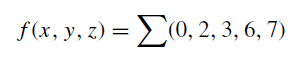 f(x, y, z) = ∑(0, 2, 3, 6, 7)